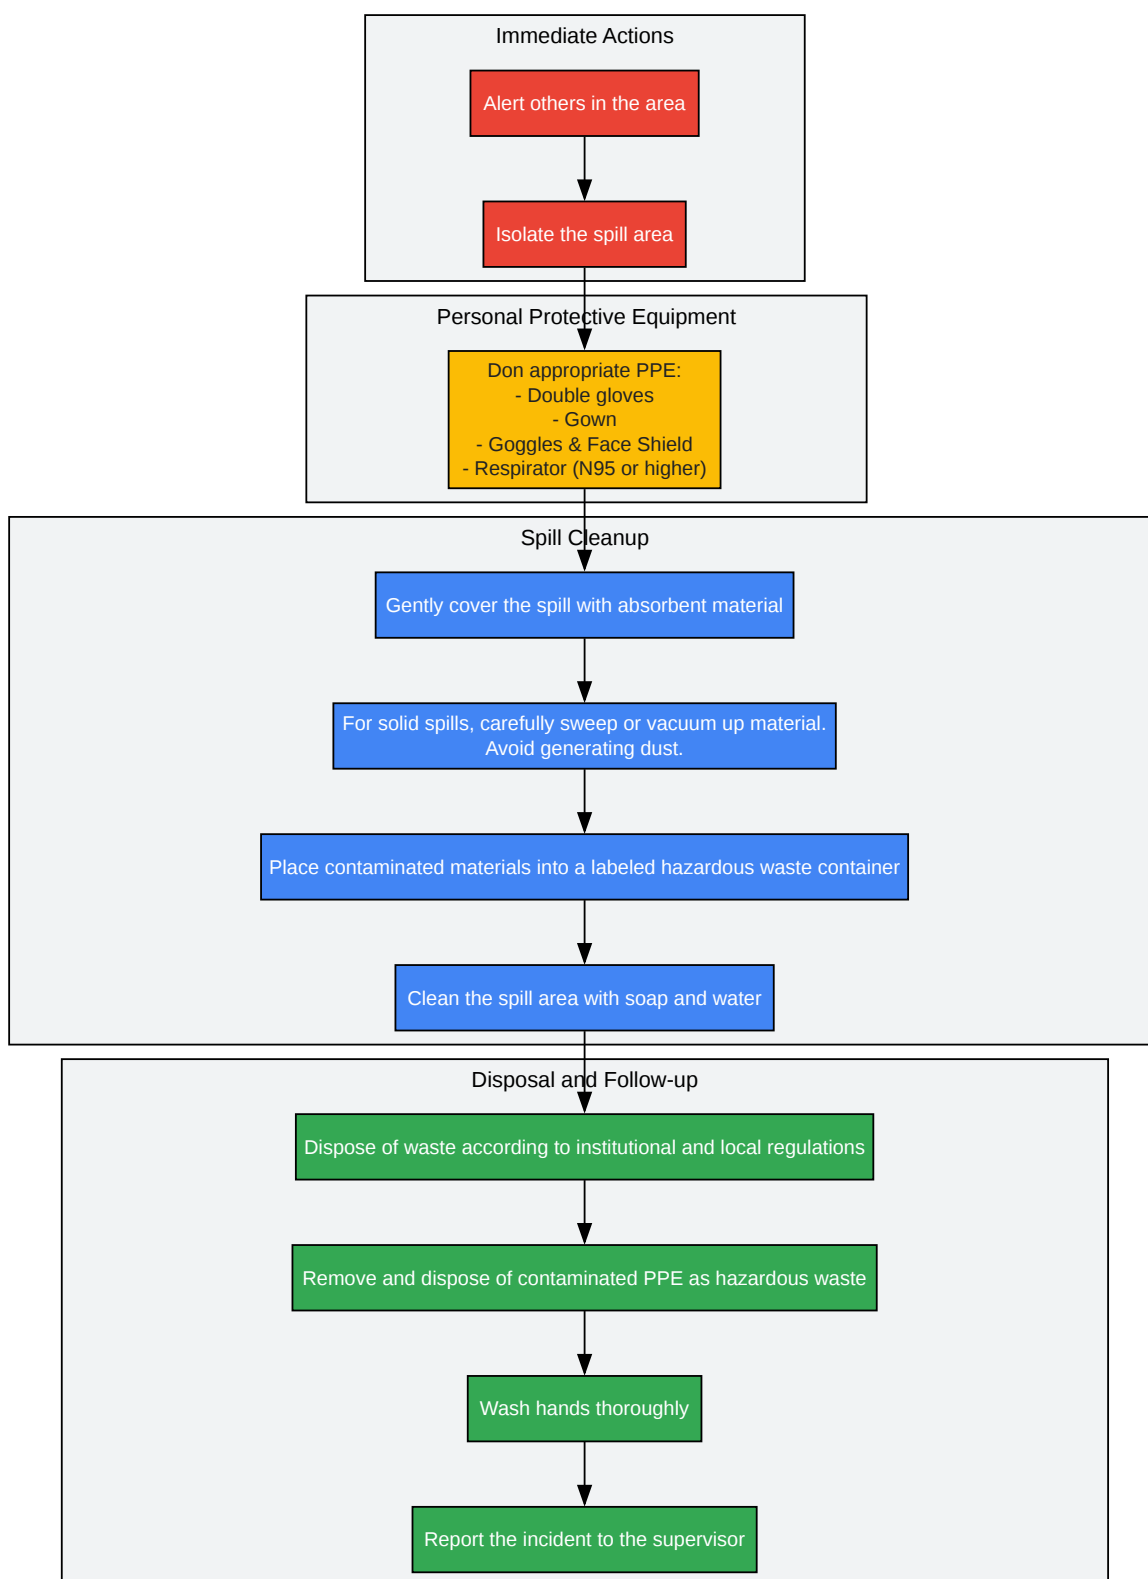 Immediate Actions
Alert others in the area
Isolate the spill area
Personal Protective Equipment
Don appropriate PPE:
- Double gloves
- Gown
- Goggles & Face Shield
- Respirator (N95 or higher)
Spill Cleanup
Gently cover the spill with absorbent material
For solid spills, carefully sweep or vacuum up material.
Avoid generating dust.
Place contaminated materials into a labeled hazardous waste container
Clean the spill area with soap and water
Disposal and Follow-up
Dispose of waste according to institutional and local regulations
Remove and dispose of contaminated PPE as hazardous waste
Wash hands thoroughly
Report the incident to the supervisor